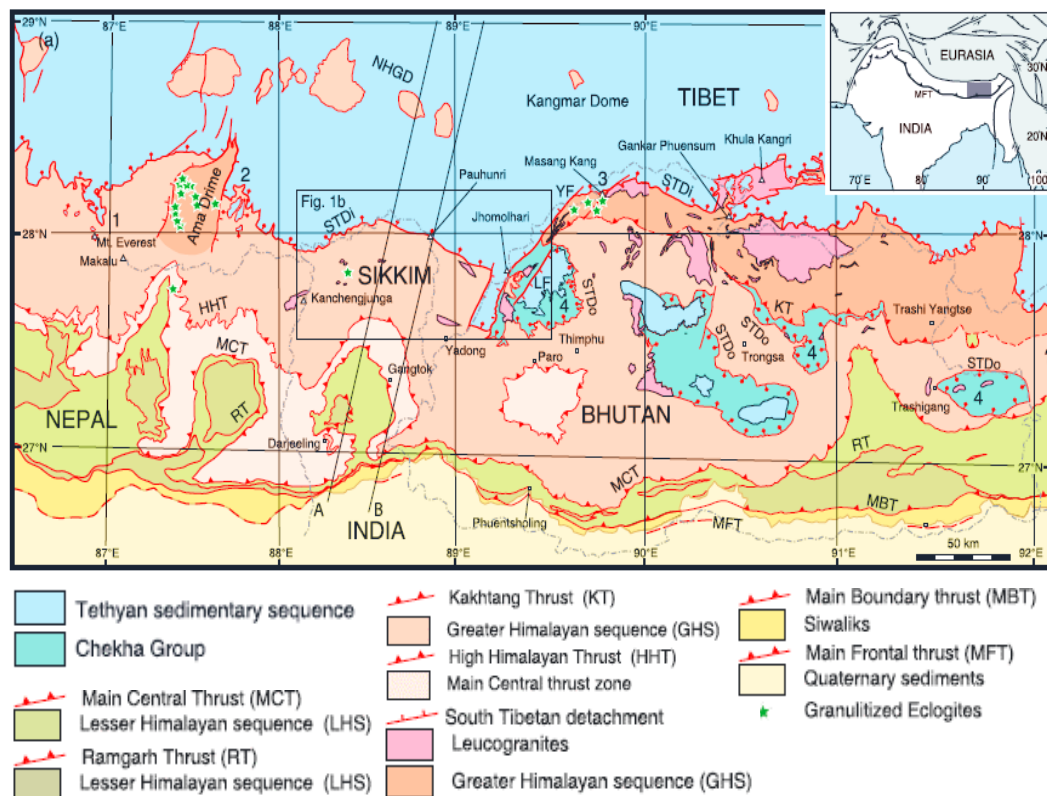 29°N
87°E
88°E
89°E
90°E
(a)
NHGD
Kangmar Dome
TIBET
EURASIA
30°N
MFT
INDIA
20°N
70°E
80°
90°
100°
Khula Kangri
Gankar Phuensum
Masang Kang
Pauhunri
YF
3
STDi
2
Ama Drime
Fig. 1b
STDi
Jhomolhari
1
Mt. Everest
28°N
28°N
Makalu
SIKKIM
Kanchengjunga
LF
4
STDo
HHT
KT
Trashi Yangtse
MCT
Yadong
Thimphu
Paro
STDo
STDo
Trongsa
4
STDo
Gangtok
4
Trashigang
NEPAL
RT
BHUTAN
Darjeeling
27°N
RT
27°N
MCT
MBT
A
B
INDIA
Phuentsholing
MFT
50 km
87°E
88°E
89°E
90°E
91°E
92°E
Tethyan sedimentary sequence
Chekha Group
Main Central Thrust (MCT)
Lesser Himalayan sequence (LHS)
Ramgarh Thrust (RT)
Lesser Himalayan sequence (LHS)
Kakhtang Thrust (KT)
Greater Himalayan sequence (GHS)
High Himalayan Thrust (HHT)
Main Central thrust zone
South Tibetan detachment
Leucogranites
Greater Himalayan sequence (GHS)
Main Boundary thrust (MBT)
Siwaliks
Main Frontal thrust (MFT)
Quaternary sediments
Granulitized Eclogites